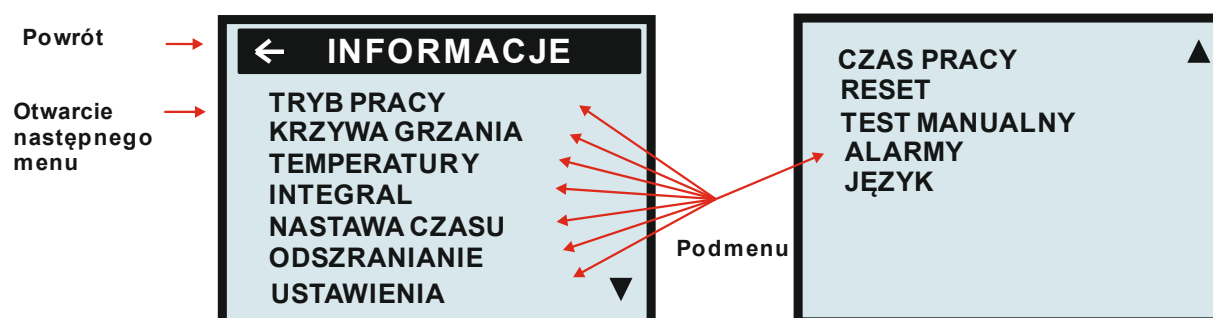 Powrót
Otwarcie
następnego
menu
← INFORMACJE
TRYB PRACY
KRZYWA GRZANIA
TEMPERATURY
INTEGRAL
NASTAWA CZASU
ODSZRANIANIE
USTAWIENIA
Podmenu
CZAS PRACY
RESET
TEST MANUALNY
ALARMY
JĘZYK